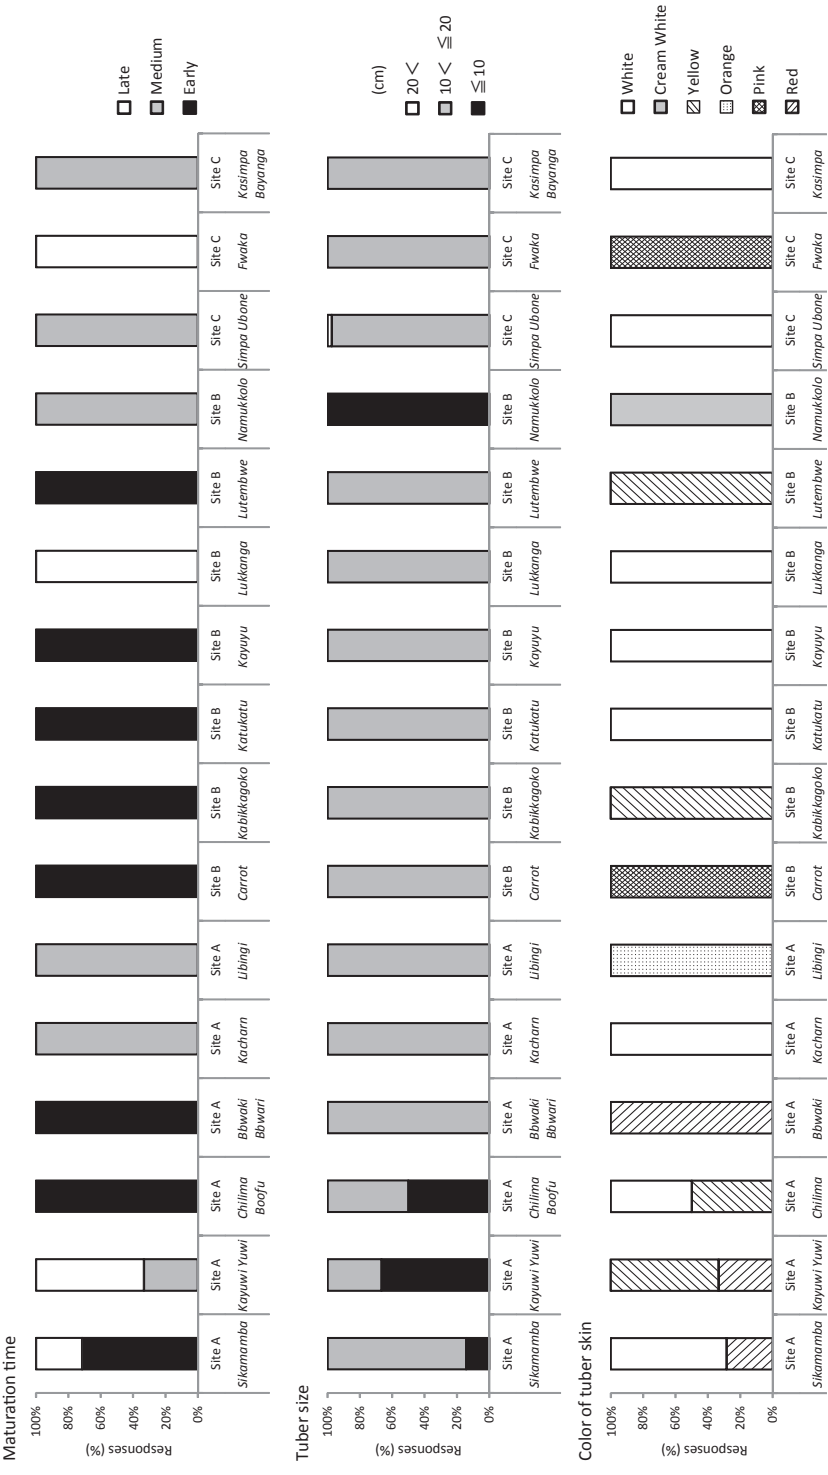 Maturation time
100%
80%
60%
40%
20%
0%
Responses (%)
Site A Site A Site A Site A Site A Site A Site B Site B Site B Site B Site B Site B Site C Site C Site C
Sikamamba Kayuwi Yuwi Chilima Boofu Bbwaki Bbwari Kacharn Libingi Carrot Kabikkagoko Katukatu Kayuyu Lukkanga Lutembwe Namukkolo Simpa Ubone Fwaka Kasimpa Bayanga
Late
Medium
Early
Tuber size
100%
80%
60%
40%
20%
0%
Responses (%)
Site A Site A Site A Site A Site A Site A Site B Site B Site B Site B Site B Site B Site B Site C Site C Site C
Sikamamba Kayuwi Yuwi Chilima Boofu Bbwaki Bbwari Kacharn Libingi Carrot Kabikkagoko Katukatu Kayuyu Lukkanga Lutembwe Namukkolo Simpa Ubone Fwaka Kasimpa Bayanga
(cm)
20 <
10 < ≦ 20
≦ 10
Color of tuber skin
100%
80%
60%
40%
20%
0%
Responses (%)
Site A Site A Site A Site A Site A Site A Site B Site B Site B Site B Site B Site B Site B Site C Site C Site C
Sikamamba Kayuwi Yuwi Chilima Bbwaki Kacharn Libingi Carrot Kabikkagoko Katukatu Kayuyu Lukkanga Lutembwe Namukkolo Simpa Ubone Fwaka Kasimpa
White
Cream White
Yellow
Orange
Pink
Red